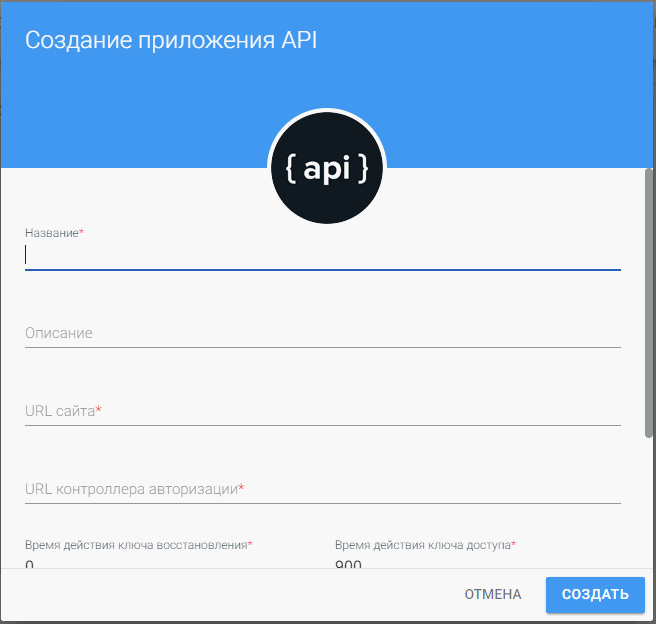 Создание приложения API
{ api }
Название*
Описание
URL сайта*
URL контроллера авторизации*
Время действия ключа восстановления* Время действия ключа доступа*
0 900
ОТМЕНА СОЗДАТЬ